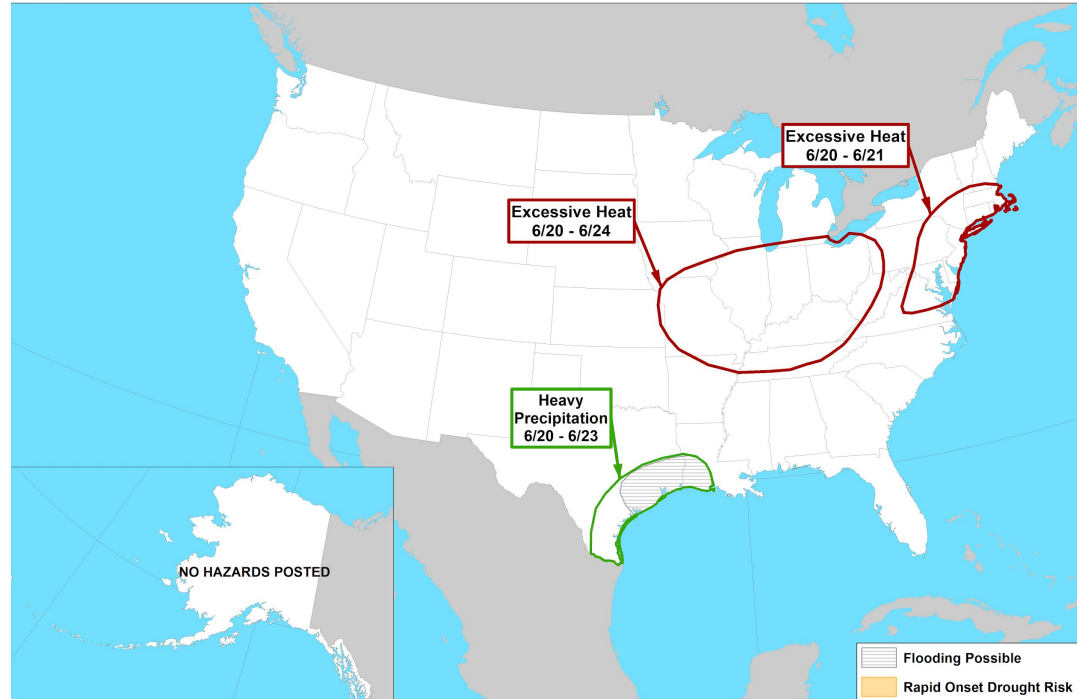 Excessive Heat
6/20 - 6/21
Excessive Heat
6/20 - 6/24
Heavy
Precipitation
6/20 - 6/23
NO HAZARDS POSTED
Flooding Possible
Rapid Onset Drought Risk